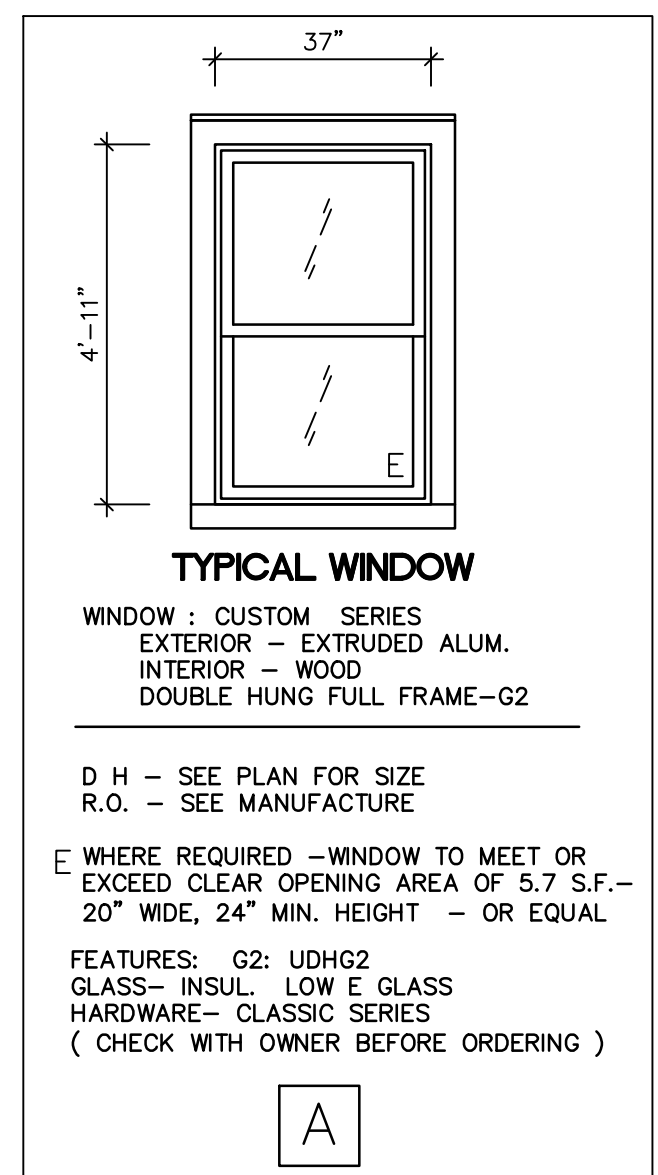 37”
4'–11”
E
TYPICAL WINDOW
WINDOW : CUSTOM SERIES
EXTERIOR – EXTRUDED ALUM.
INTERIOR – WOOD
DOUBLE HUNG FULL FRAME–G2
D H – SEE PLAN FOR SIZE
R.O. – SEE MANUFACTURE
E WHERE REQUIRED –WINDOW TO MEET OR
EXCEED CLEAR OPENING AREA OF 5.7 S.F.–
20” WIDE, 24” MIN. HEIGHT – OR EQUAL
FEATURES: G2: UDHG2
GLASS– INSUL. LOW E GLASS
HARDWARE– CLASSIC SERIES
( CHECK WITH OWNER BEFORE ORDERING )
A